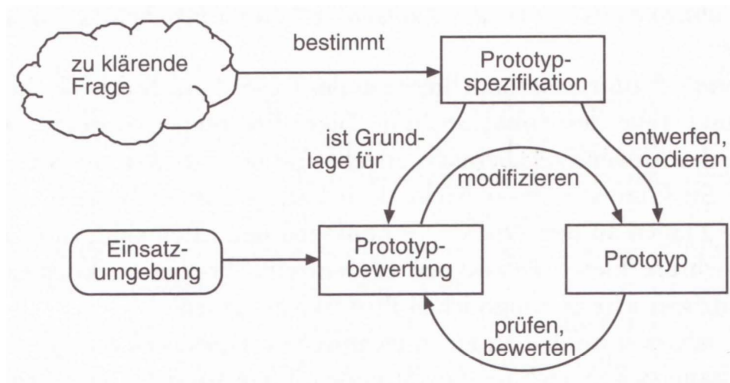 bestimmt
zu klärende
Frage
Prototyp-
spezifikation
ist Grund-
lage für
entwerfen,
codieren
modifizieren
Einsatz-
umgebung
Prototyp-
bewertung
Prototyp
prüfen,
bewerten